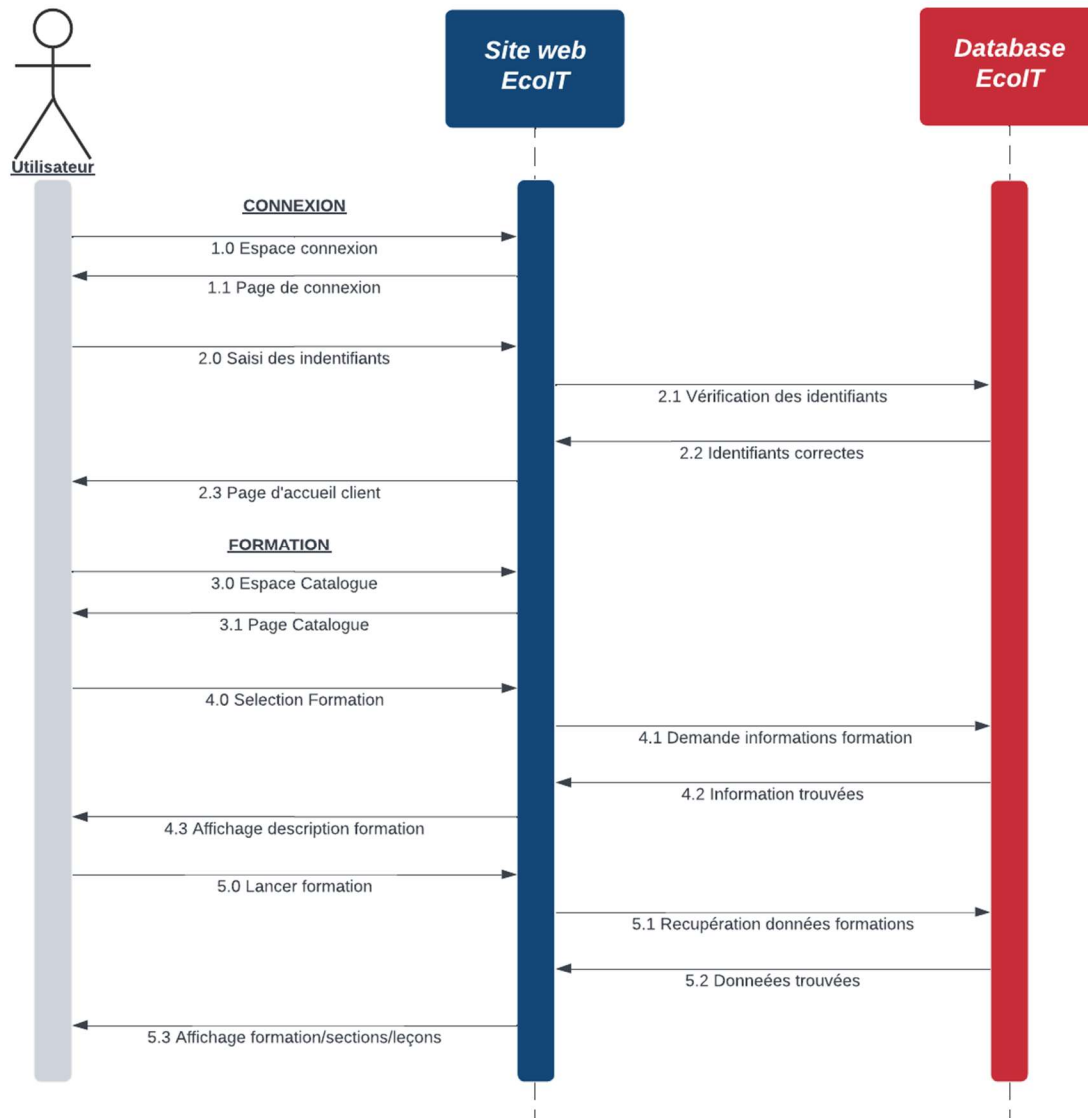 Site web
EcoIT
Database
EcoIT
Utilisateur
CONNEXION
1.0 Espace connexion
1.1 Page de connexion
2.0 Saisi des indentifiants
2.1 Vérification des identifiants
2.2 Identifiants correctes
2.3 Page d'accueil client
FORMATION
3.0 Espace Catalogue
3.1 Page Catalogue
4.0 Selection Formation
4.1 Demande informations formation
4.2 Information trouvées
4.3 Affichage description formation
5.0 Lancer formation
5.1 Recupération données formations
5.2 Donneées trouvées
5.3 Affichage formation/sections/leçons